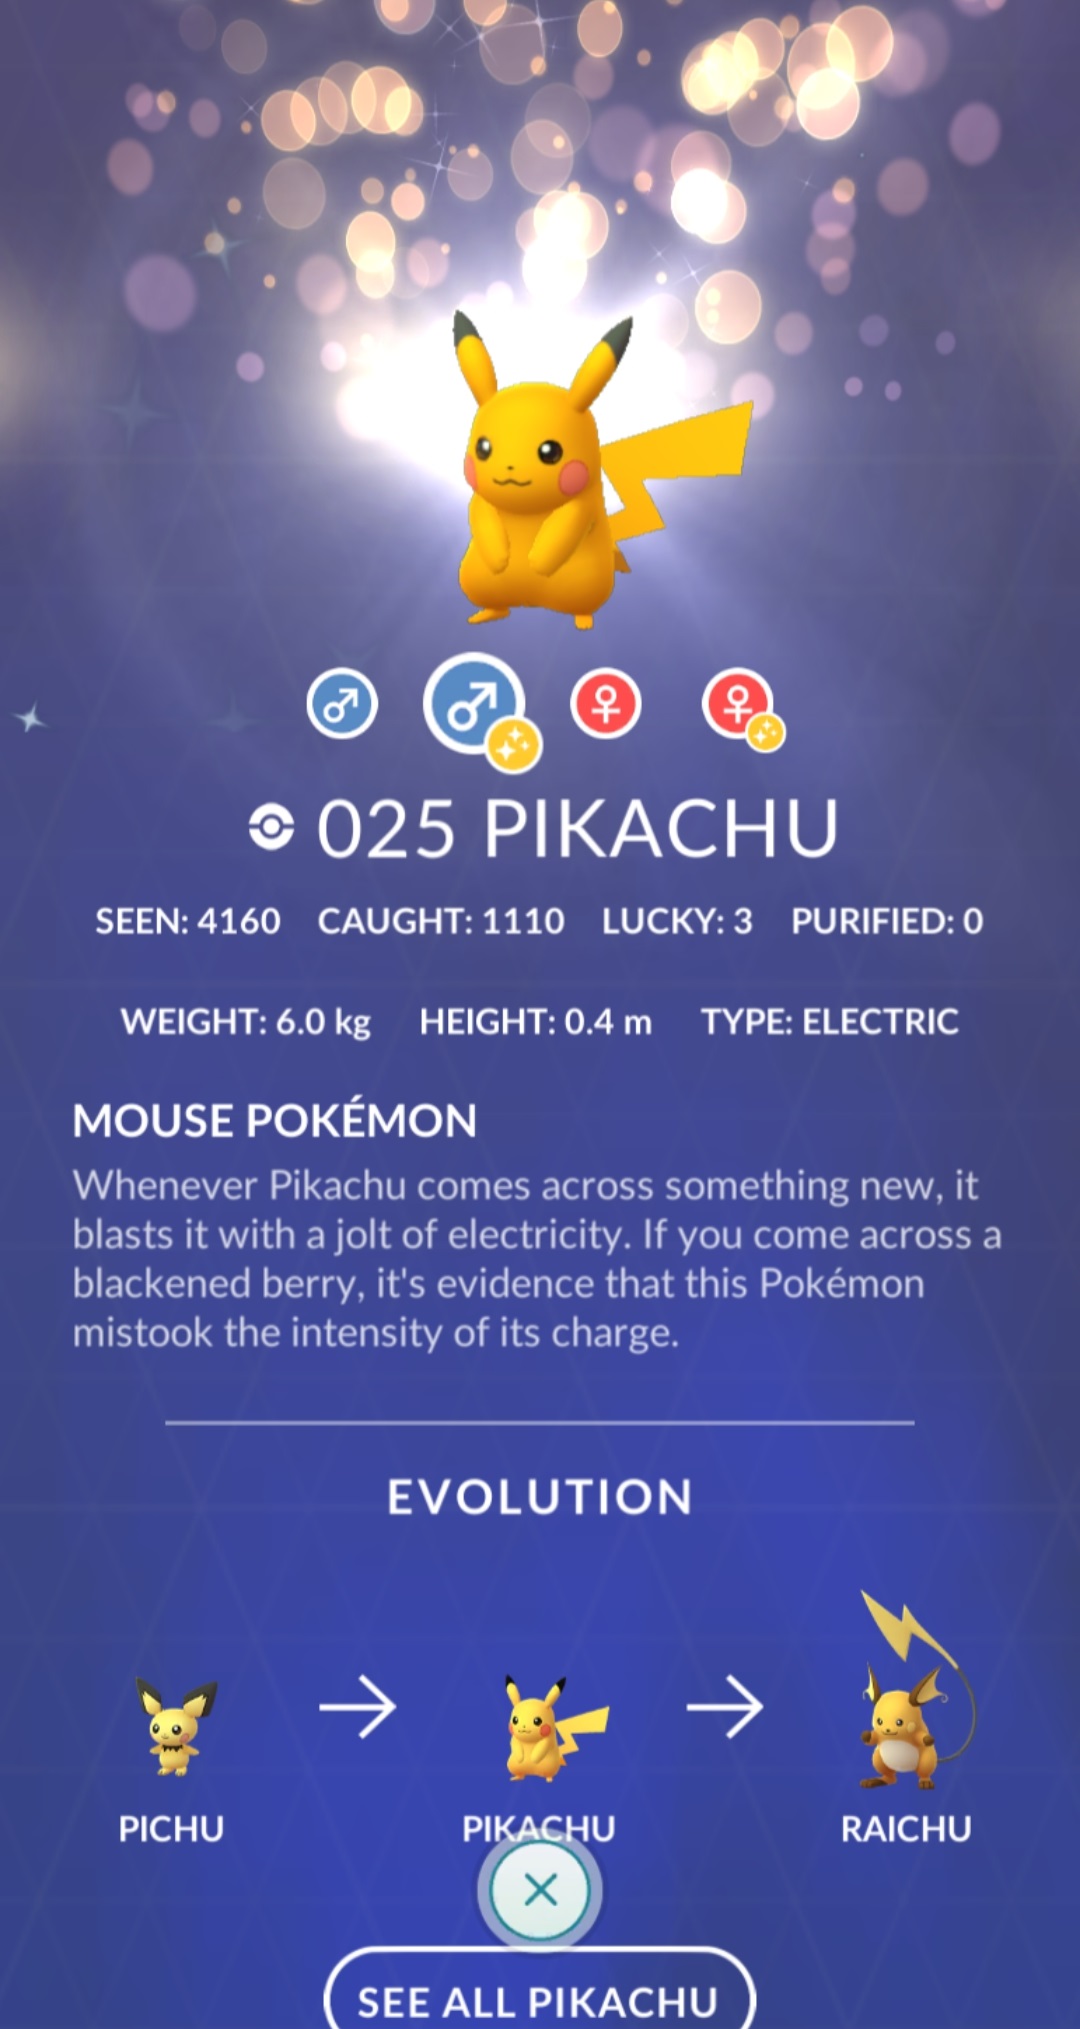 025 PIKACHU
SEEN: 4160 CAUGHT: 1110 LUCKY: 3 PURIFIED: 0
WEIGHT: 6.0 kg HEIGHT: 0.4 m TYPE: ELECTRIC
MOUSE POKÉMON
Whenever Pikachu comes across something new, it
blasts it with a jolt of electricity. If you come across a
blackened berry, it's evidence that this Pokémon
mistook the intensity of its charge.
EVOLUTION
PICHU PIKACHU RAICHU
SEE ALL PIKACHU